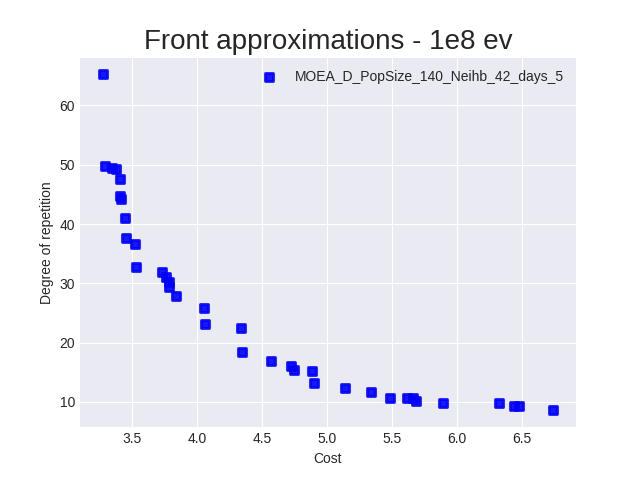 Front approximations - 1e8 ev
MOEA_D_PopSize_140_Neihb_42_days_5
Degree of repetition
60
50
40
30
20
10
3.5 4.0 4.5 5.0 5.5 6.0 6.5
Cost